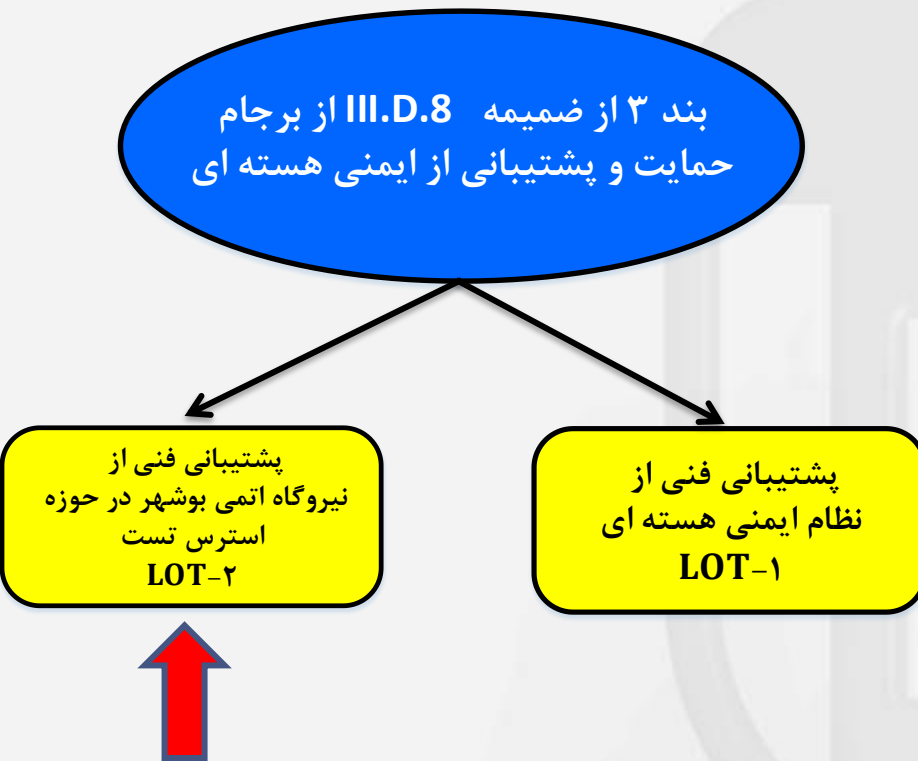 بند ۳ از ضمیمه III.D.8 از برجام
حمایت و پشتیبانی از ایمنی هسته ای
پشتیبانی فنی از
نظام ایمنی هسته ای
LOT-۱
پشتیبانی فنی از
نیروگاه اتمی بوشهر در حوزه
استرس تست
LOT-۲